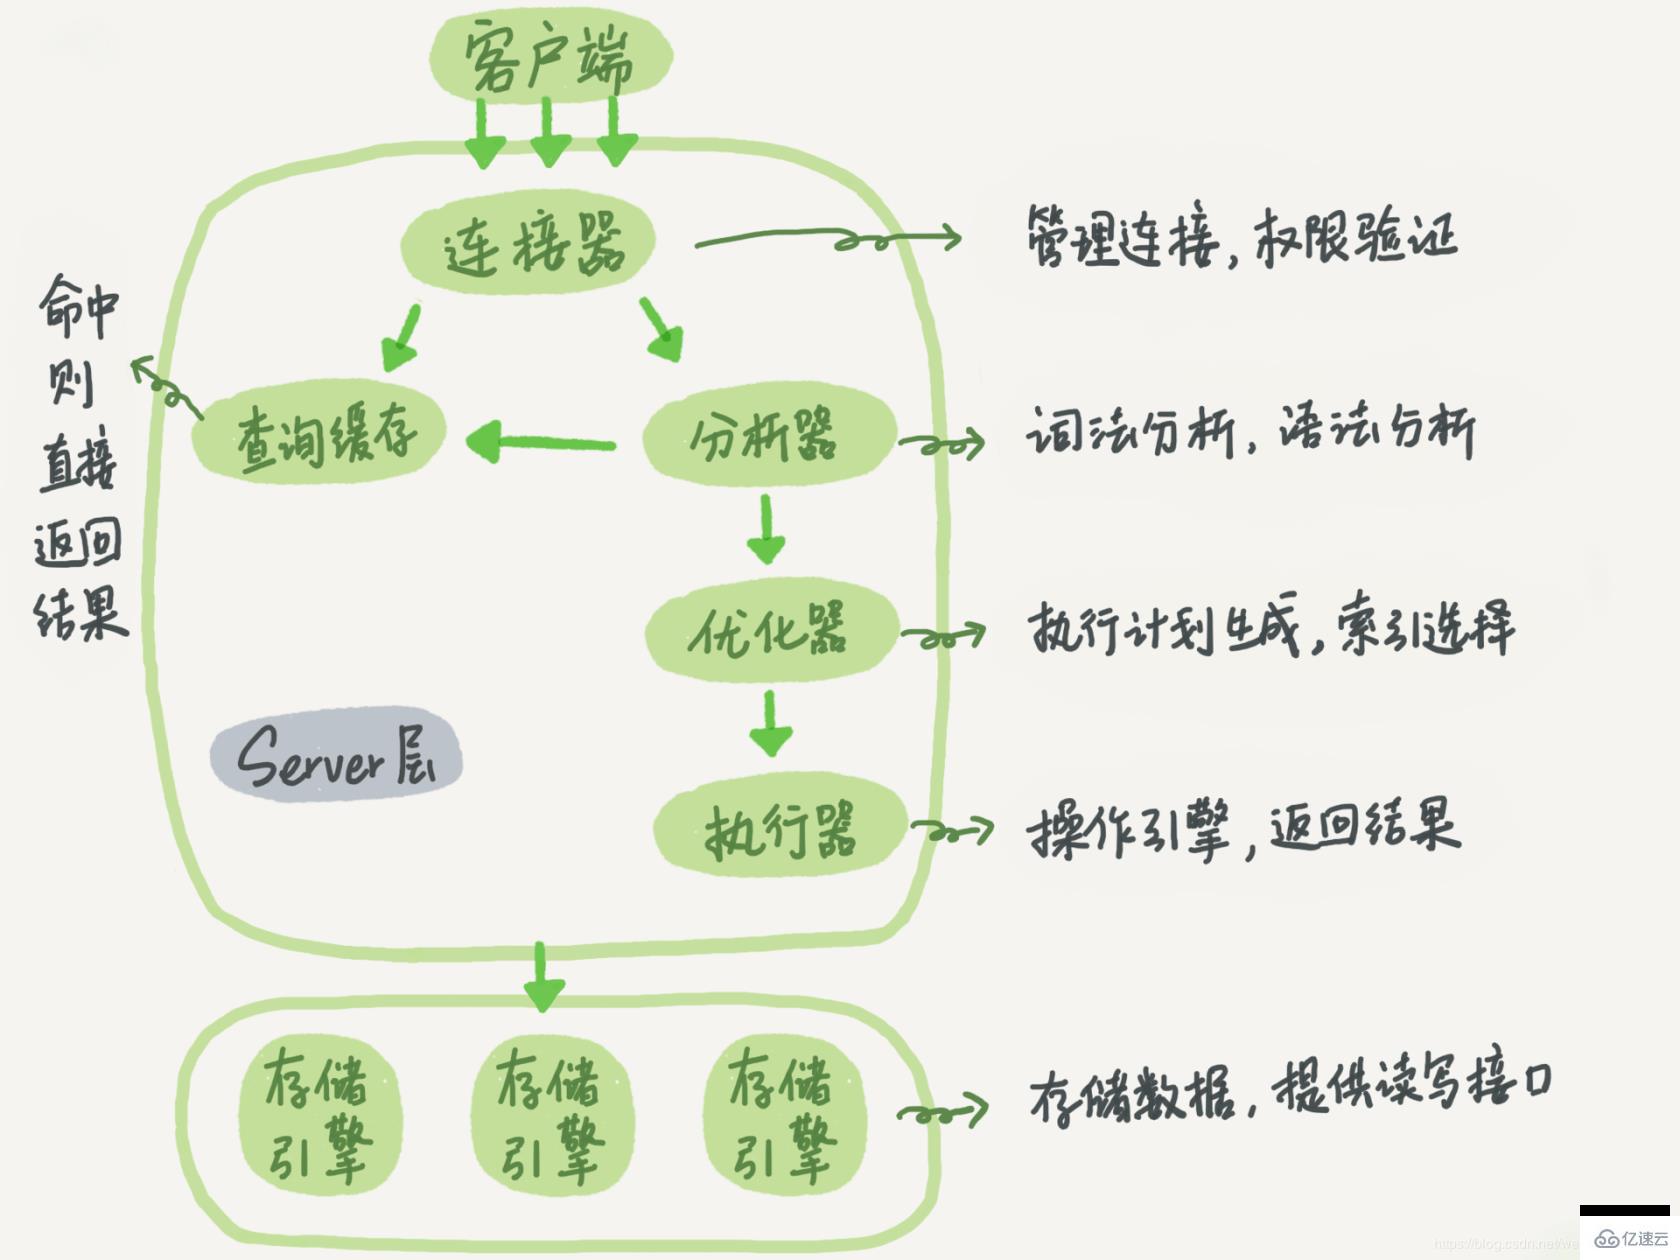 客户端
连接器
管理连接，权限验证
命中
则
直接
返回
结果
查询缓存
分析器
词法分析，语法分析
优化器
执行计划生成，索引选择
Server层
执行器
操作引擎，返回结果
存储
引擎
存储
引擎
存储
引擎
存储数据，提供读写接口
https://blog.csdn.net/we
亿速云